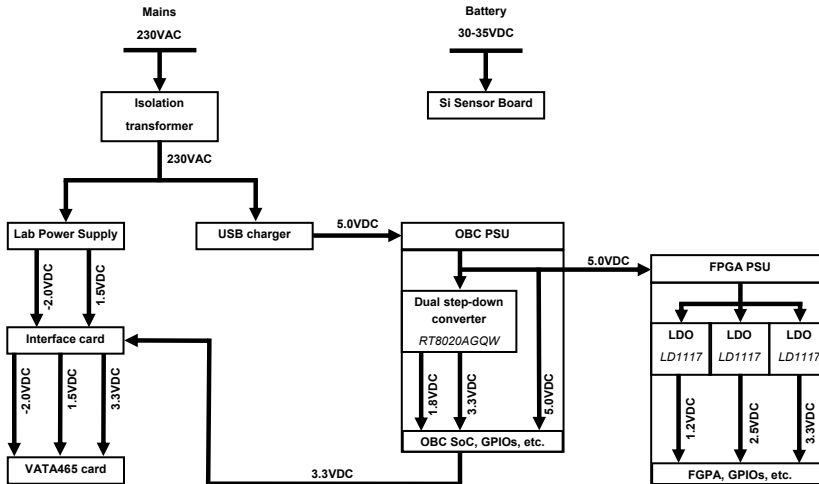 Mains
230VAC
Battery
30-35VDC
Isolation
transformer
Si Sensor Board
230VAC
Lab Power Supply
USB charger
5.0VDC
OBC PSU
5.0VDC
FPGA PSU
-2.0VDC
1.5VDC
Dual step-down
converter
RT8020AGQW
LDO
LD1117
LDO
LD1117
LDO
LD1117
Interface card
-2.0VDC
1.5VDC
3.3VDC
1.8VDC
3.3VDC
5.0VDC
1.2VDC
2.5VDC
3.3VDC
OBC SoC, GPIOs, etc.
VATA465 card
3.3VDC
FGPA, GPIOs, etc.